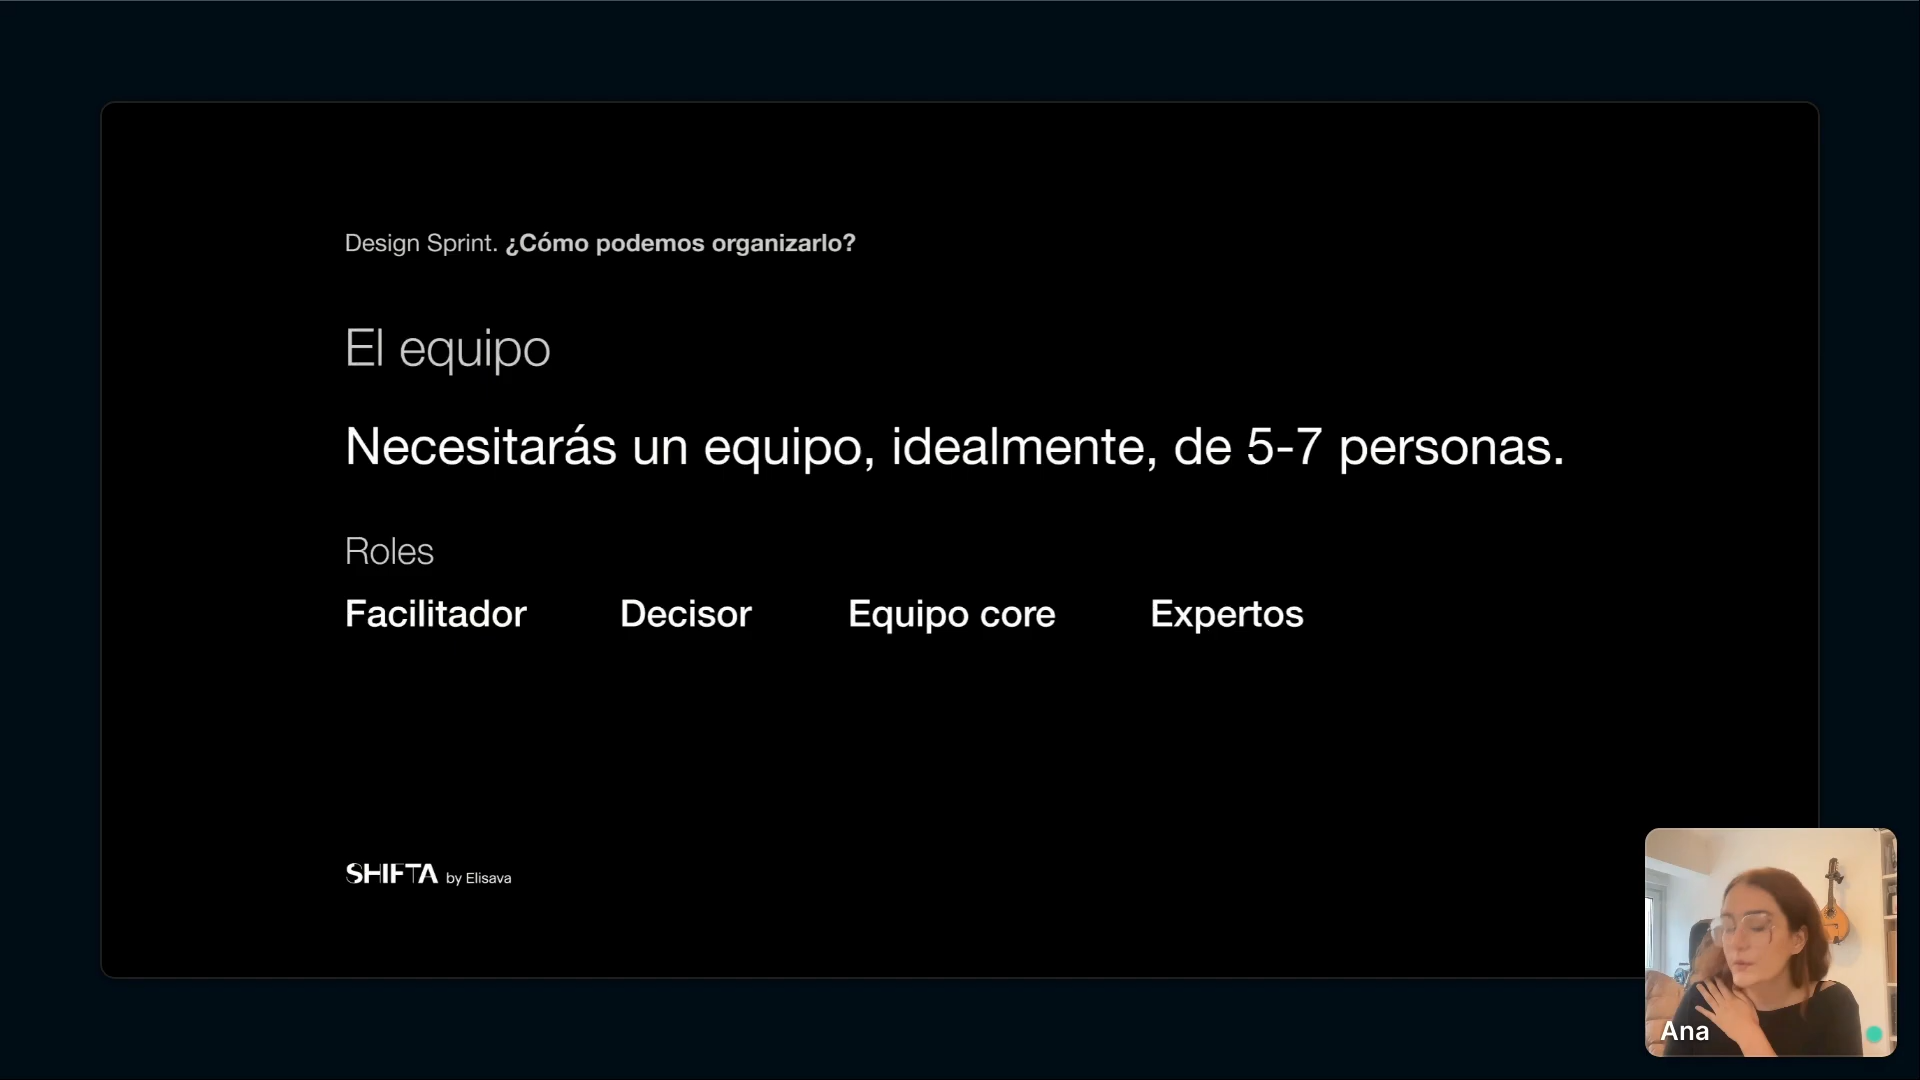 Design Sprint. ¿Cómo podemos organizarlo?
El equipo
Necesitarás un equipo, idealmente, de 5-7 personas.
Roles
Facilitador Decisor Equipo core Expertos
SHIFTA by Elisava
Ana